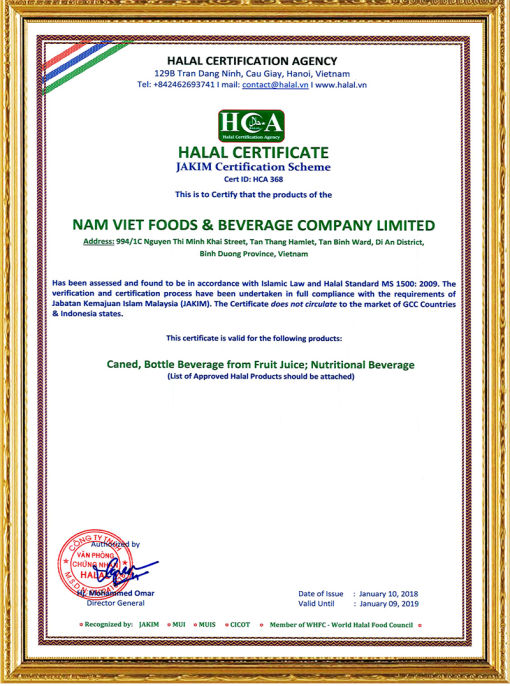 HALAL CERTIFICATION AGENCY
129B Tran Dang Ninh, Cau Giay, Hanoi, Vietnam
Tel: +842462693741 I mail: contact@halal.vn I www.halal.vn
HCA
Halal Certification Agency
HALAL CERTIFICATE
JAKIM Certification Scheme
Cert ID: HCA 368
This is to Certify that the products of the
NAM VIET FOODS & BEVERAGE COMPANY LIMITED
Address: 994/1C Nguyen Thi Minh Khai Street, Tan Thang Hamlet, Tan Binh Ward, Di An District,
Binh Duong Province, Vietnam
Has been assessed and found to be in accordance with Islamic Law and Halal Standard MS 1500: 2009. The
verification and certification process have been undertaken in full compliance with the requirements of
Jabatan Kemajuan Islam Malaysia (JAKIM). The Certificate does not circulate to the market of GCC Countries
& Indonesia states.
This certificate is valid for the following products:
Caned, Bottle Beverage from Fruit Juice; Nutritional Beverage
(List of Approved Halal Products should be attached)
CÔNG TY TNHH
Authorized by
VĂN PHÒNG
CHỨNG NHẬN
HALAL
Mohammed Omar
Director General
Date of Issue : January 10, 2018
Valid Until : January 09, 2019
Recognized by: JAKIM MUI MUIS CICOT Member of WHFC - World Halal Food Council